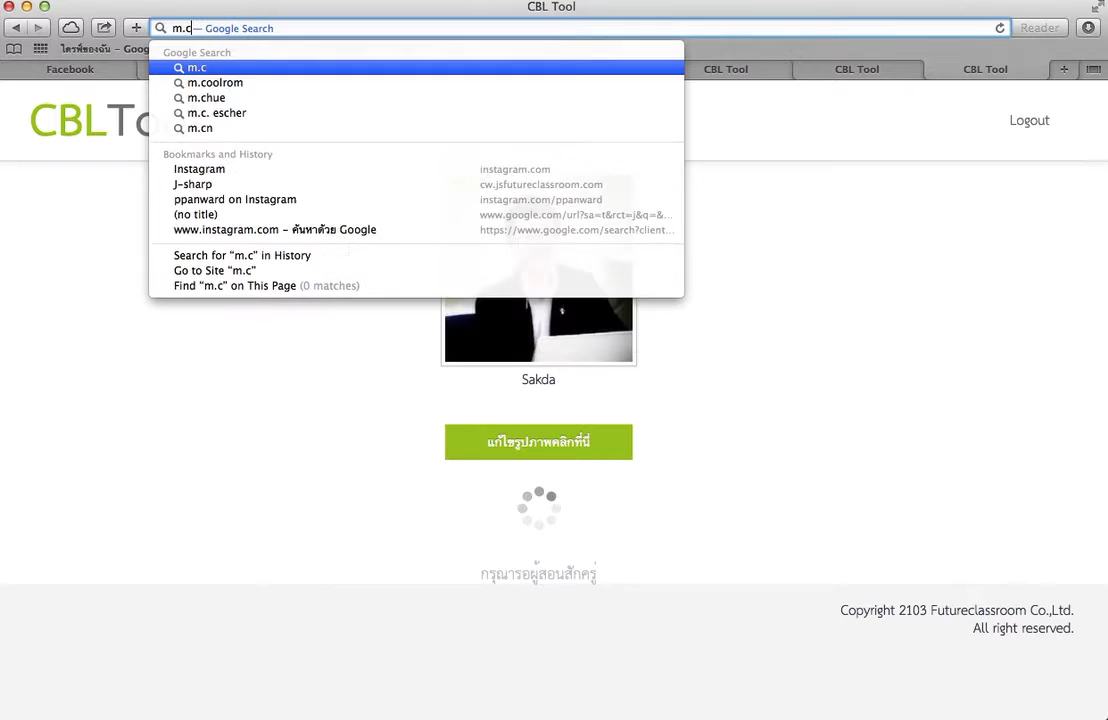 CBL Tool
m.c — Google Search
Reader
ไดรฟ์ของฉัน – Goog
Facebook
CBL Tool
CBL Tool
CBL Tool
Google Search
m.c
m.coolrom
m.chue
m.c. escher
m.cn
Bookmarks and History
Instagram instagram.com
J-sharp cw.jsfutureclassroom.com
ppanward on Instagram instagram.com/ppanward
(no title) www.google.com/url?sa=t&rct=j&q=&...
www.instagram.com – ค้นหาด้วย Google https://www.google.com/search?client...
Search for “m.c” in History
Go to Site “m.c”
Find “m.c” on This Page (0 matches)
CBLTo
Logout
Sakda
แก้ไขรูปภาพคลิกที่นี่
กรุณารอผู้สอนสักครู่
Copyright 2103 Futureclassroom Co.,Ltd.
All right reserved.